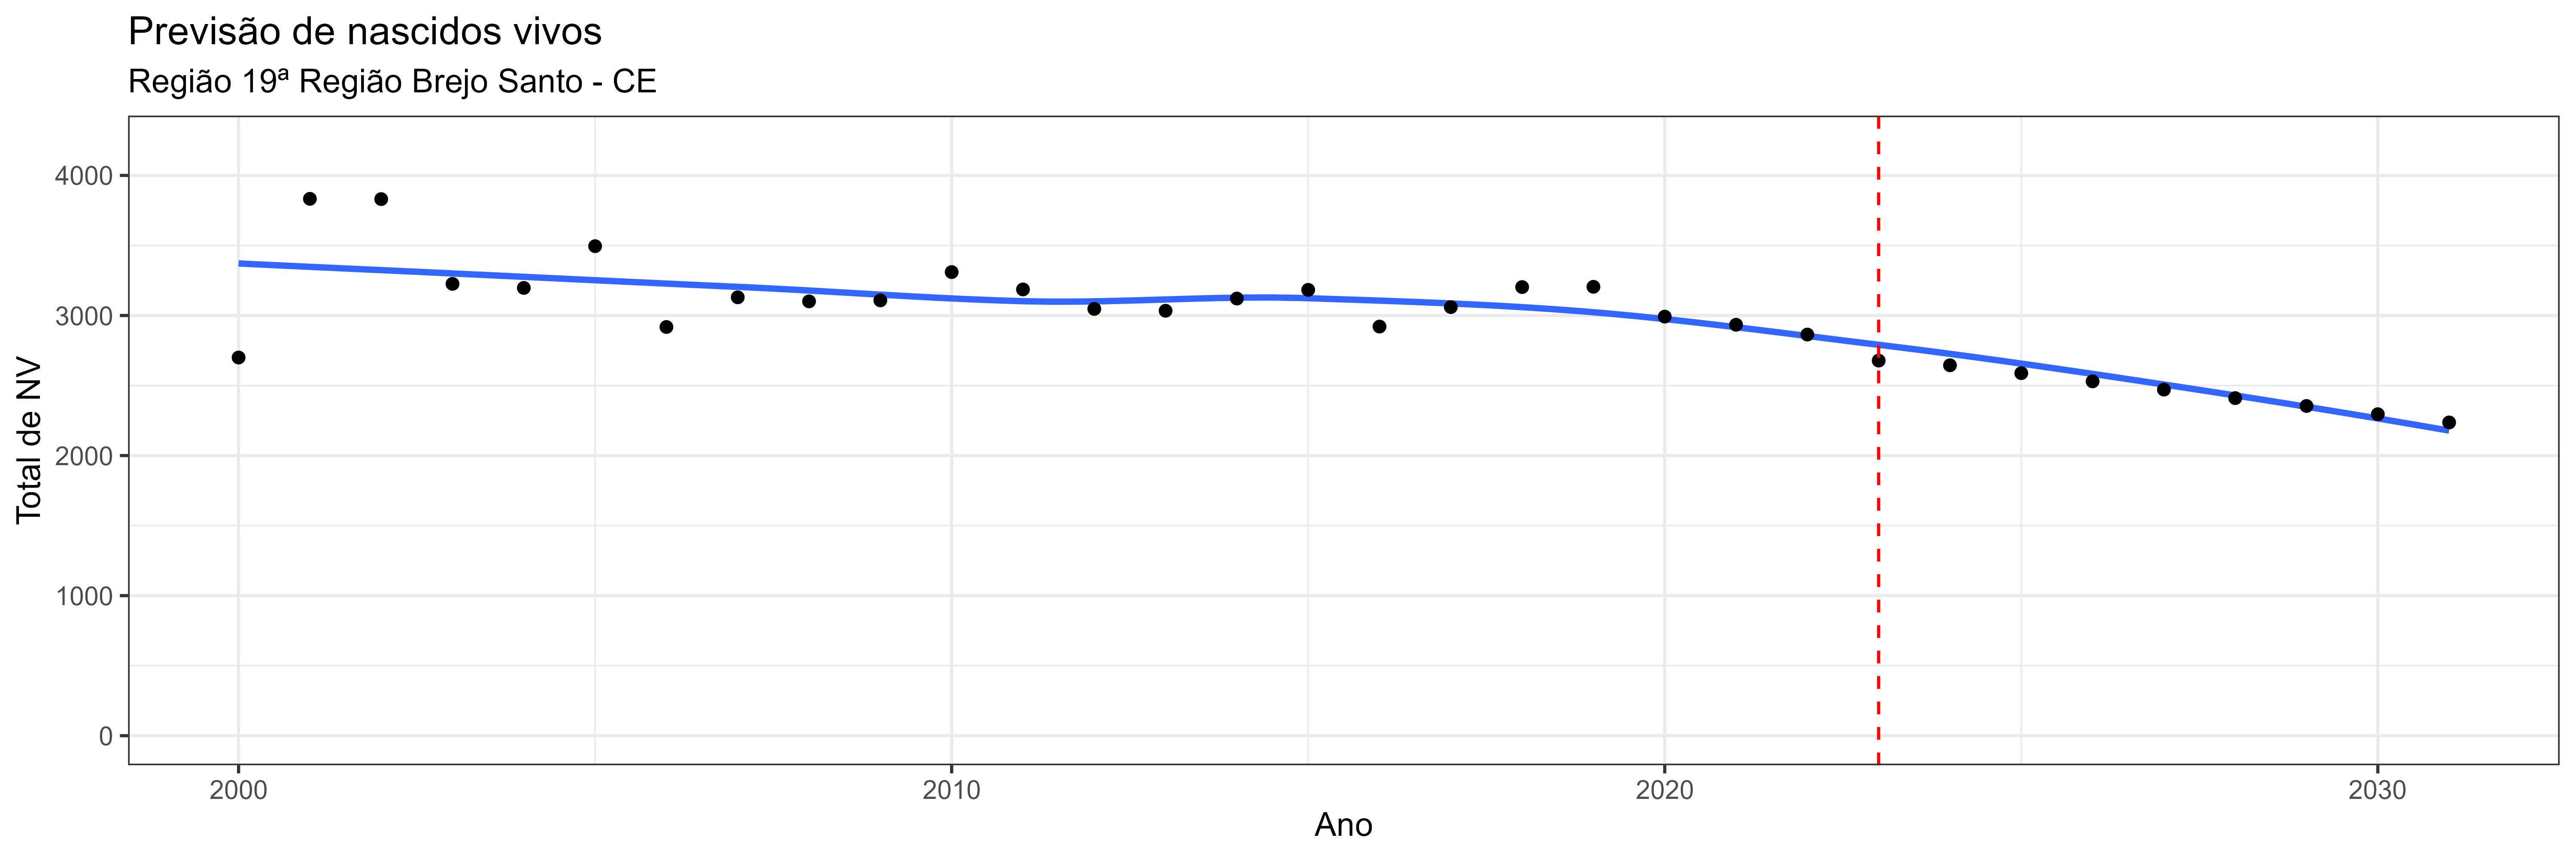 Previsão de nascidos vivos
Região 19ª Região Brejo Santo - CE
Total de NV
4000
3000
2000
1000
0
2000
2010
2020
2030
Ano